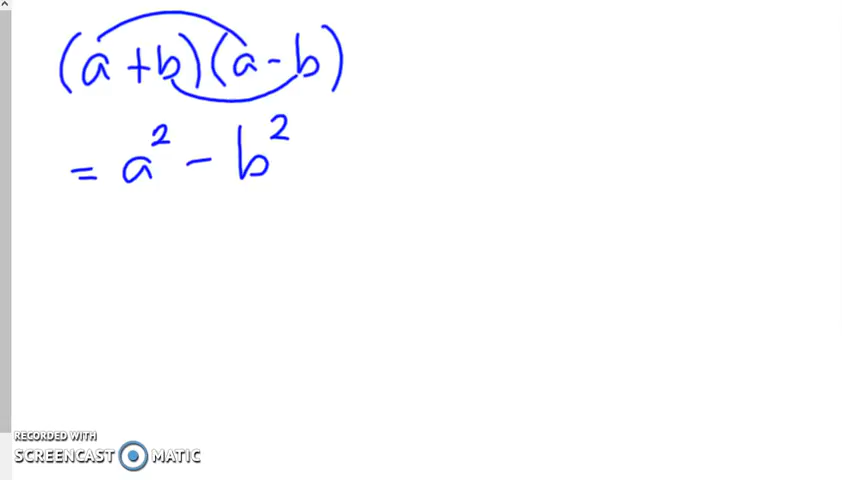 (a+b)(a-b)
= a² - b²
RECORDED WITH
SCREENCAST MATIC